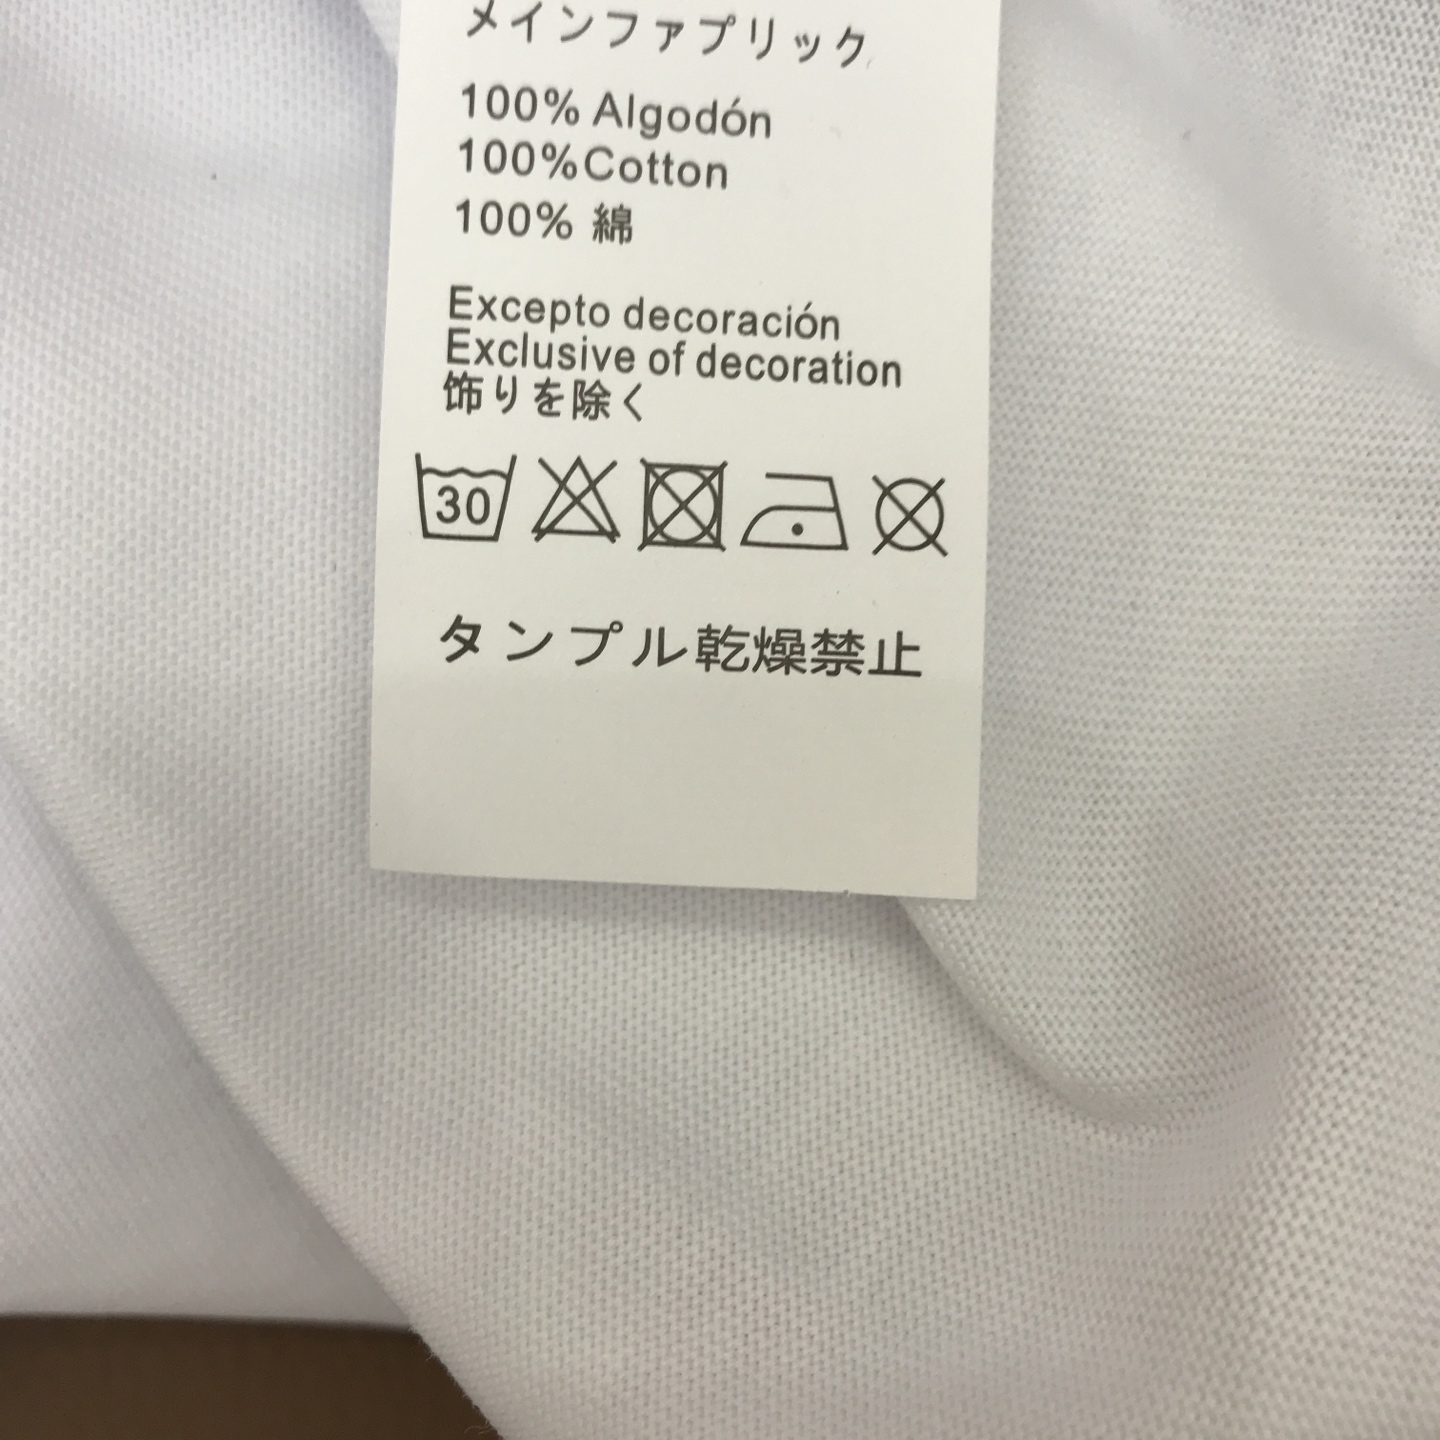 メインファブリック
100% Algodón
100%Cotton
100% 綿
Excepto decoración
Exclusive of decoration
飾りを除く
30
タンプル乾燥禁止